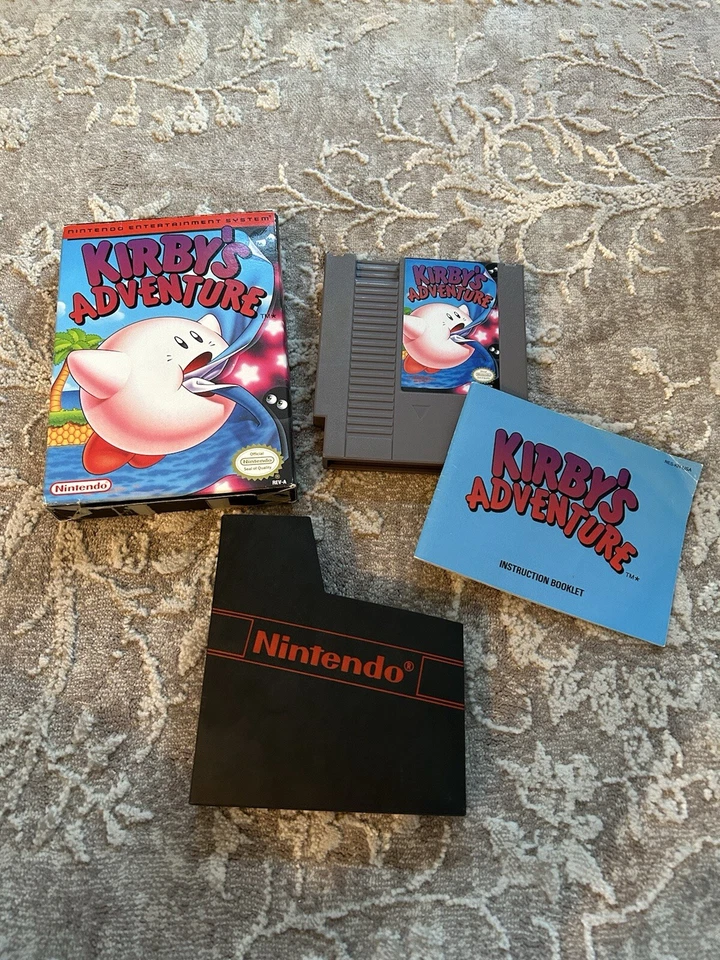 NINTENDO ENTERTAINMENT SYSTEM
KIRBY'S
ADVENTURE
TM★
Official
Nintendo
Seal of Quality
Nintendo
REV-A
KIRBY'S
ADVENTURE
KIRBY'S
ADVENTURE
TM★
INSTRUCTION BOOKLET
Nintendo®